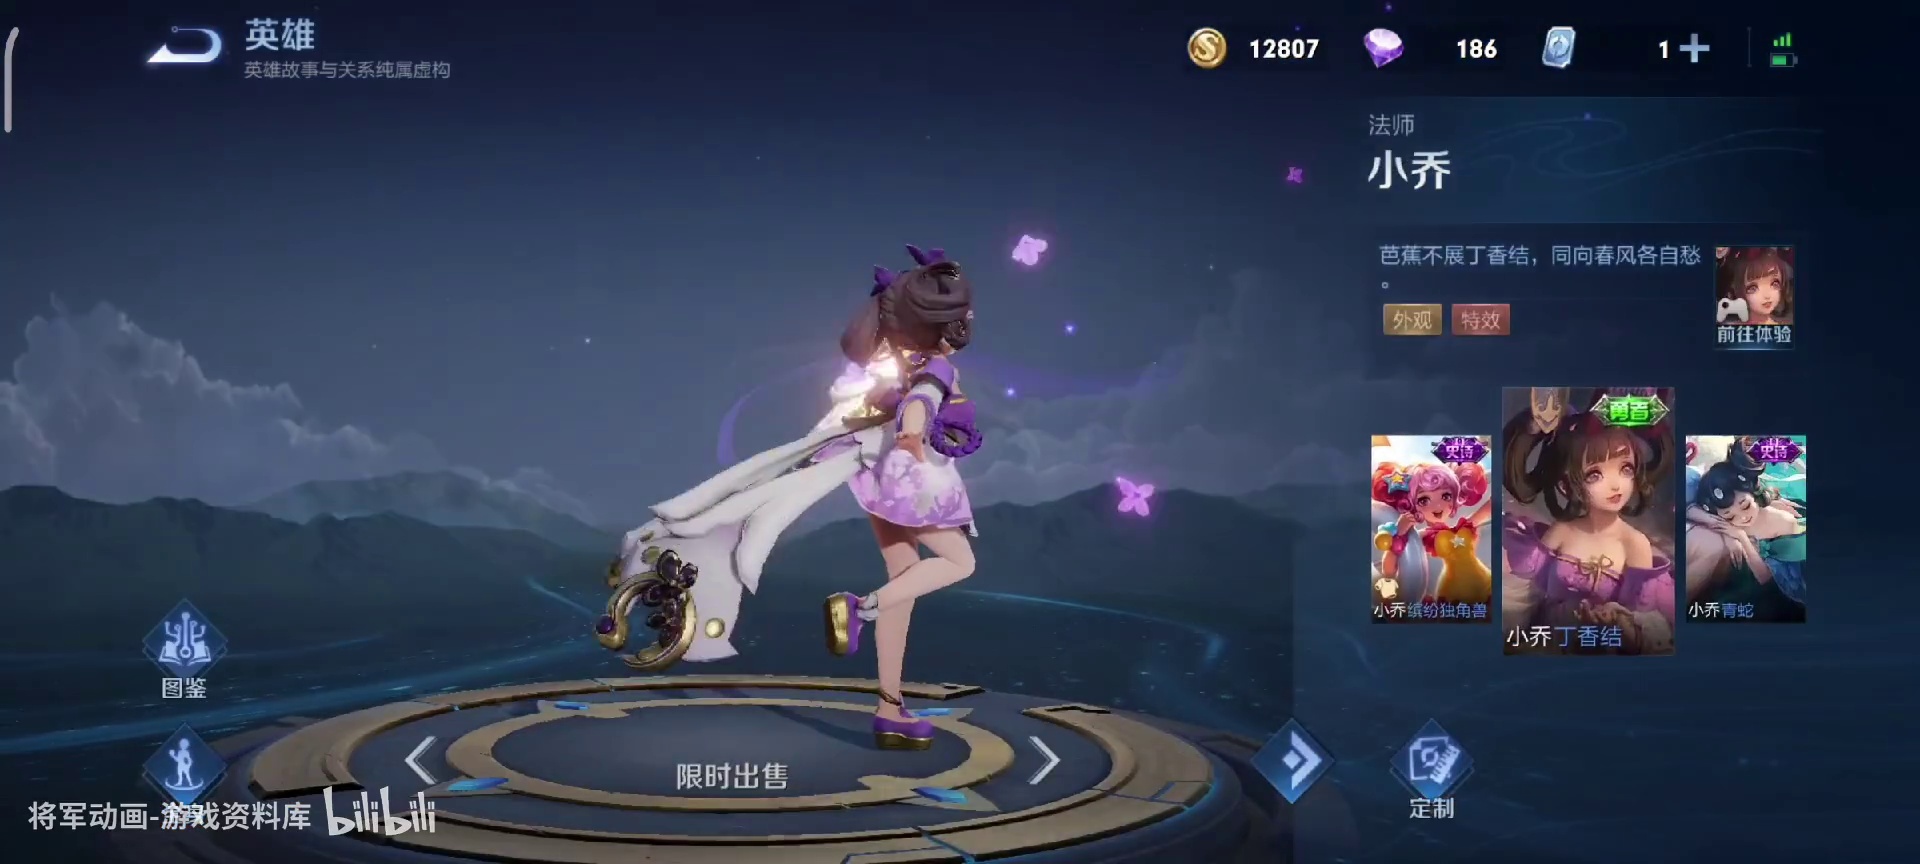 英雄
英雄故事与关系纯属虚构
12807
186
1
法师
小乔
芭蕉不展丁香结，同向春风各自愁
。
外观
特效
前往体验
史诗
勇者
史诗
小乔缤纷独角兽
小乔丁香结
小乔青蛇
图鉴
限时出售
定制
将军动画-游戏资料库 bilibili